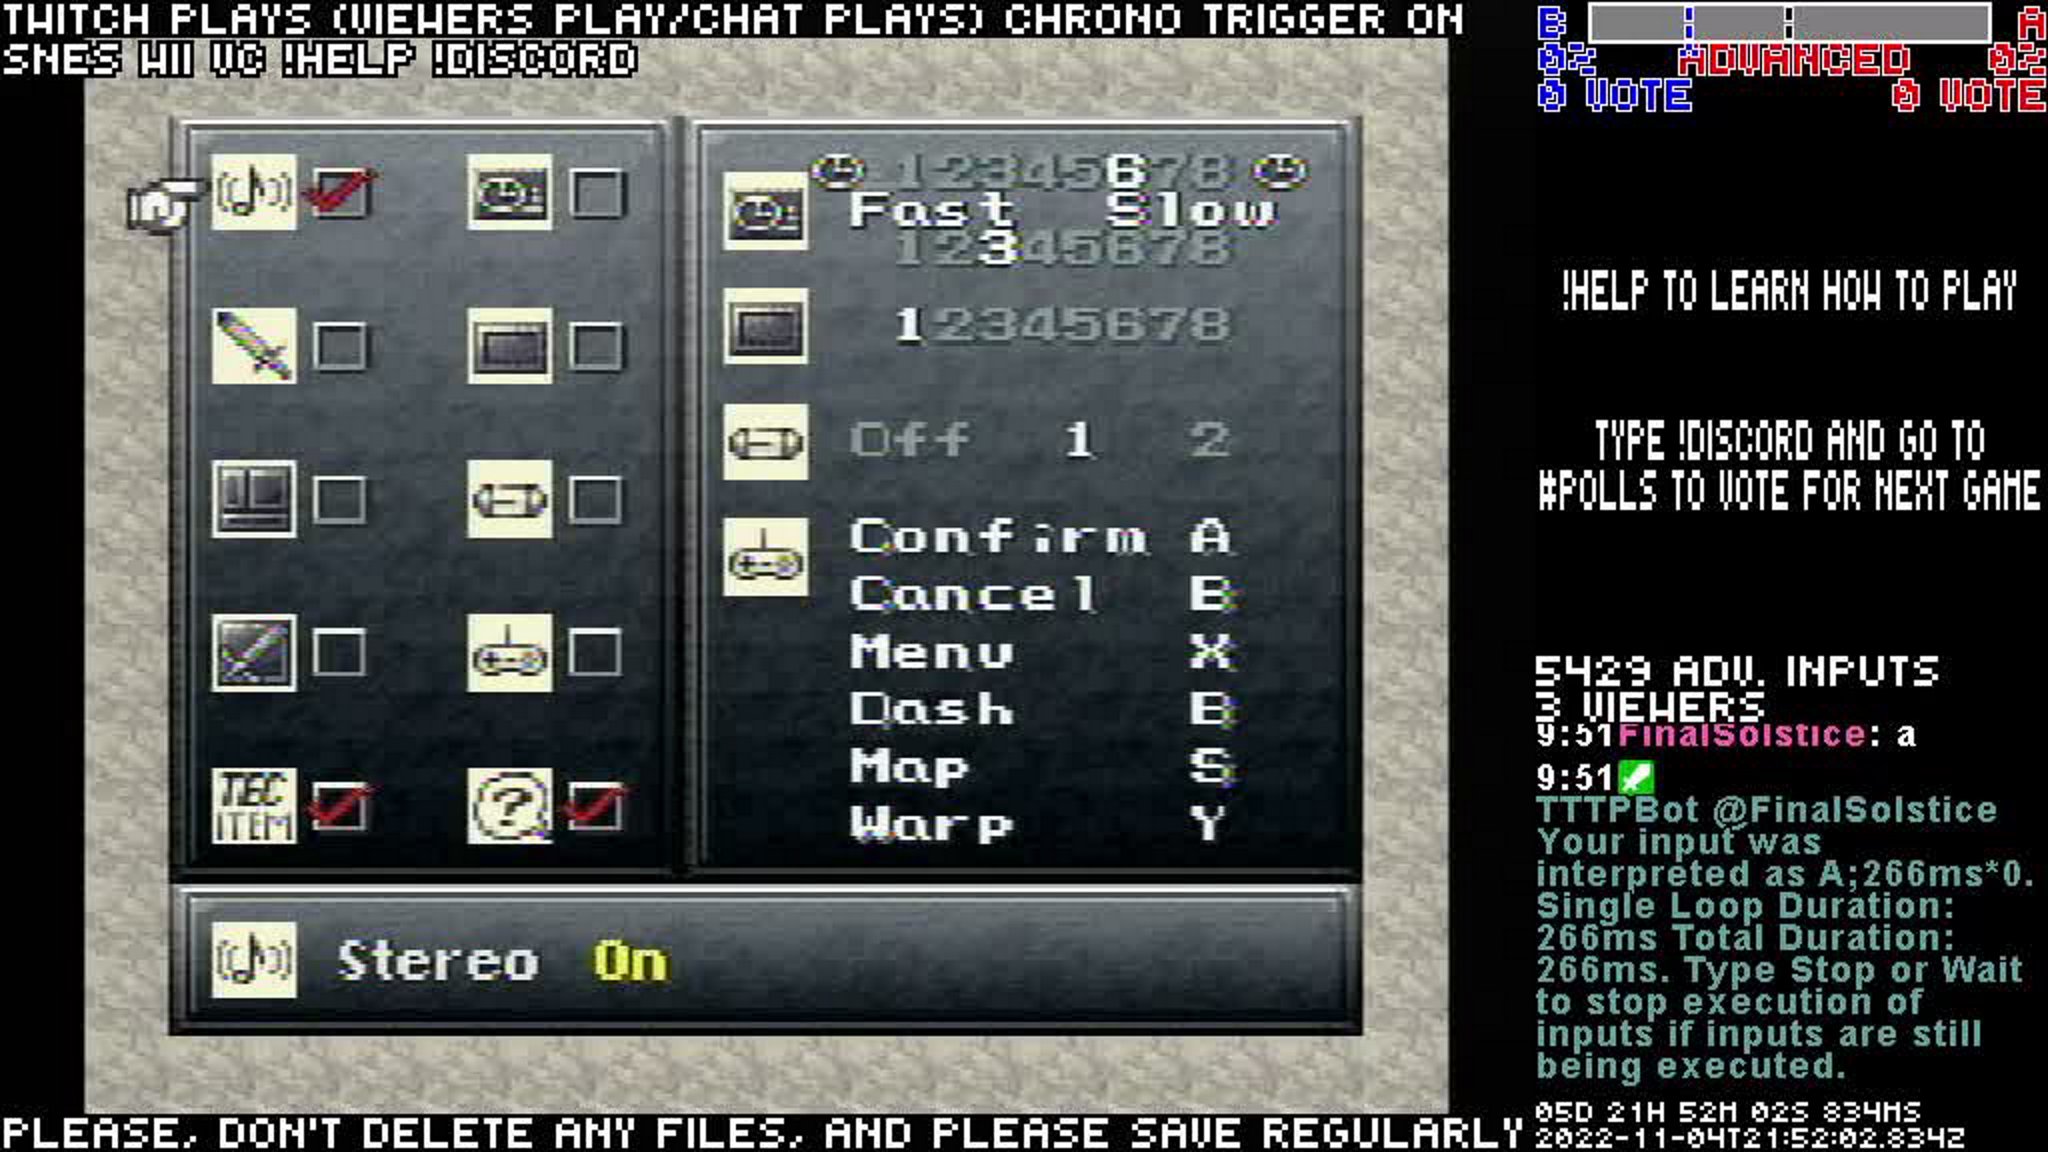 TWITCH PLAYS (VIEWERS PLAY/CHAT PLAYS) CHRONO TRIGGER ON
SNES WII VC !HELP !DISCORD
B A
0% ADVANCED 0%
0 VOTE 0 VOTE
12345678
Fast Slow
12345678
12345678
Off 1 2
Confirm A
Cancel B
Menu X
Dash B
Map S
Warp Y
TEC
ITEM
?
Stereo On
!HELP TO LEARN HOW TO PLAY
TYPE !DISCORD AND GO TO
#POLLS TO VOTE FOR NEXT GAME
5429 ADV. INPUTS
3 VIEWERS
9:51 FinalSolstice: a
9:51
TTTPBot @FinalSolstice
Your input was
interpreted as A;266ms*0.
Single Loop Duration:
266ms Total Duration:
266ms. Type Stop or Wait
to stop execution of
inputs if inputs are still
being executed.
05D 21H 52M 02S 834MS
2022-11-04T21:52:02.834Z
PLEASE, DON'T DELETE ANY FILES, AND PLEASE SAVE REGULARLY